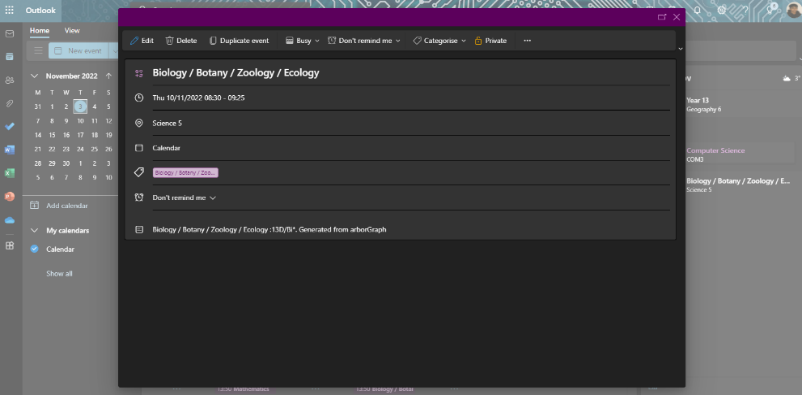 Outlook
Home View
New event
Edit Delete Duplicate event Busy Don't remind me Categorise Private
November 2022
M T W T F S S
31 1 2 3 4 5 6
7 8 9 10 11 12 13
14 15 16 17 18 19 20
21 22 23 24 25 26 27
28 29 30 1 2 3 4
5 6 7 8 9 10 11
Add calendar
My calendars
Calendar
Show all
Biology / Botany / Zoology / Ecology
Thu 10/11/2022 08:30 - 09:25
Science 5
Calendar
Biology / Botany / Zoo...
Don't remind me
Biology / Botany / Zoology / Ecology :13D/Bi*. Generated from arborGraph
3°
Year 13
Geography 6
Computer Science
COM3
Biology / Botany / Zoology / E...
Science 5
12:50 Mathematics
12:50 Biology / Botan